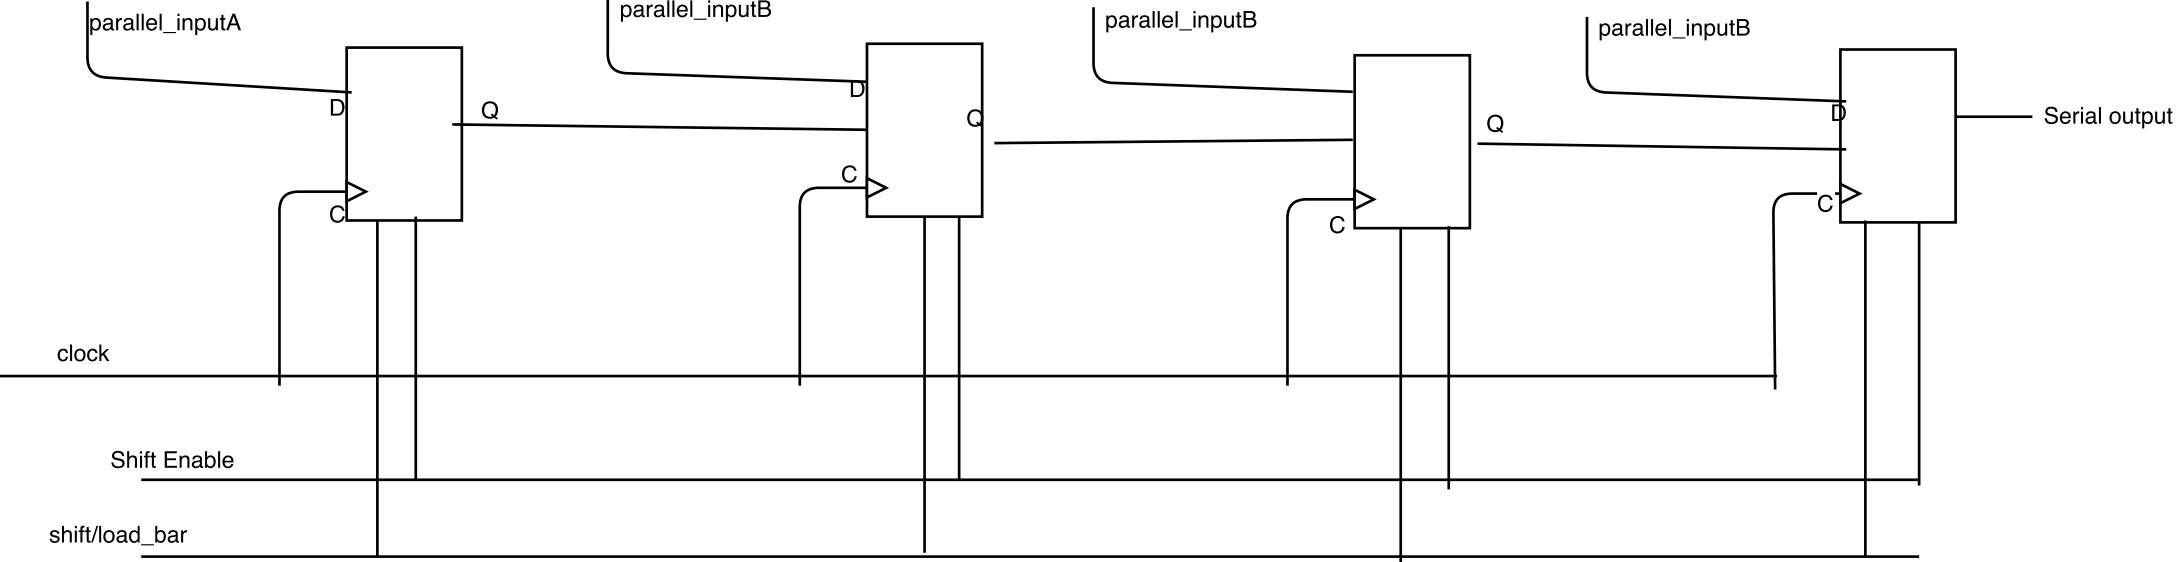 parallel_inputA
parallel_inputB
parallel_inputB
parallel_inputB
D
Q
D
Q
Q
D
Serial output
C
C
C
C
clock
Shift Enable
shift/load_bar